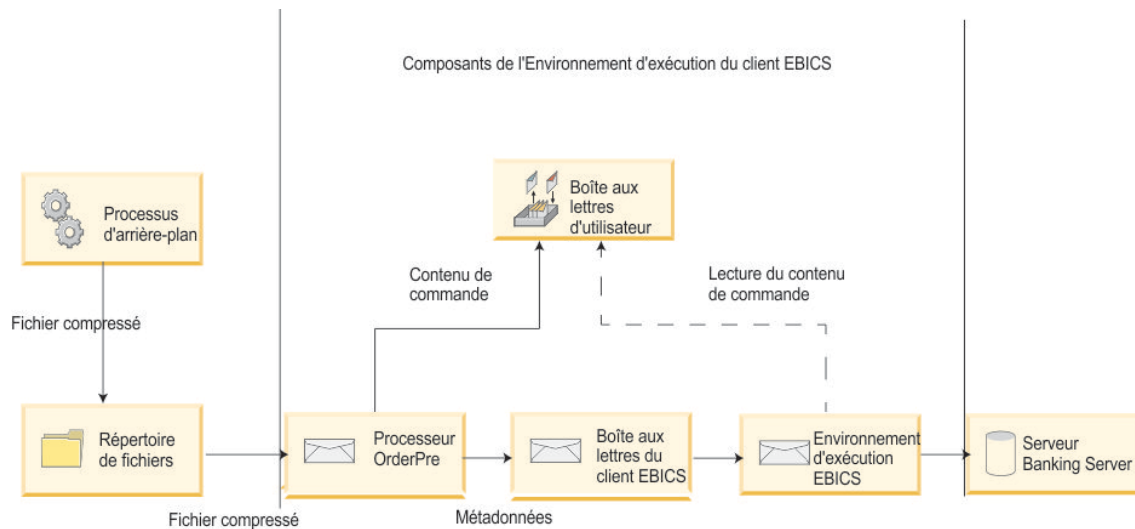 Composants de l'Environnement d'exécution du client EBICS
Boîte aux
lettres
d'utilisateur
Processus
d'arrière-plan
Contenu de
commande
Lecture du contenu
de commande
Fichier compressé
Répertoire
de fichiers
Processeur
OrderPre
Boîte aux
lettres du
client EBICS
Environnement
d'exécution
EBICS
Serveur
Banking Server
Fichier compressé
Métadonnées